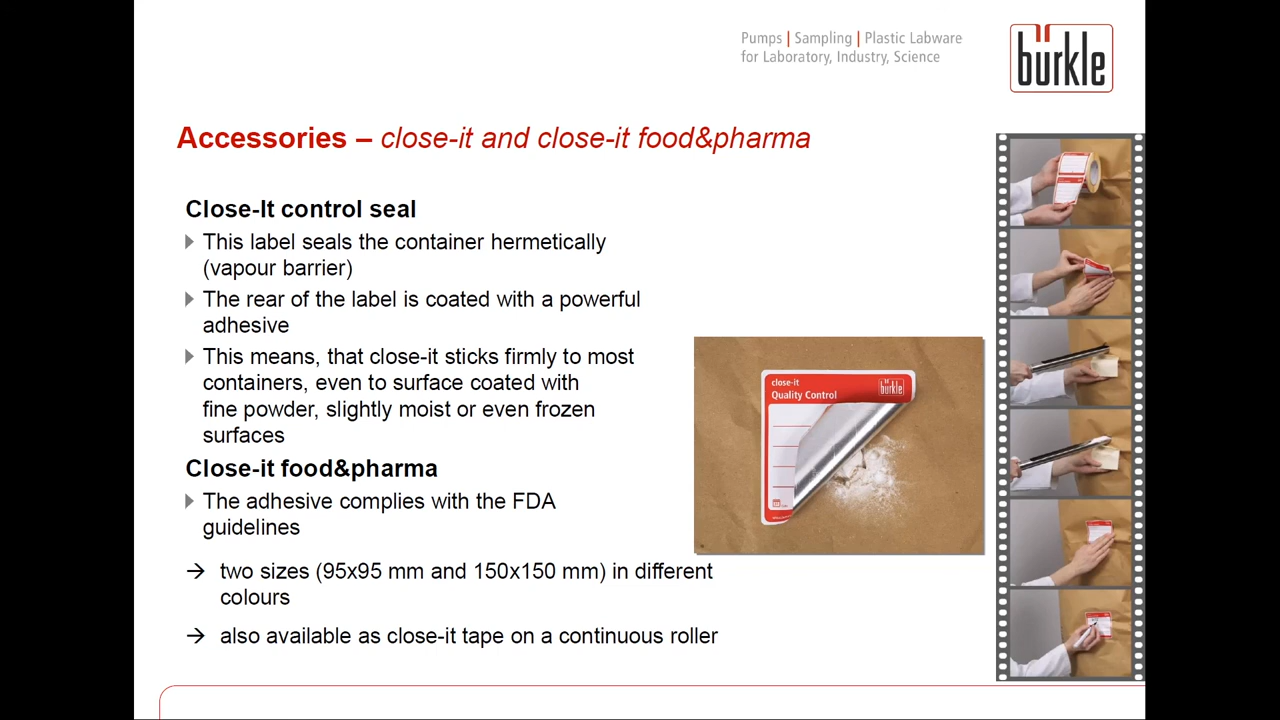 Pumps | Sampling | Plastic Labware
for Laboratory, Industry, Science
bürkle
Accessories – close-it and close-it food&pharma
Close-It control seal
This label seals the container hermetically
(vapour barrier)
The rear of the label is coated with a powerful
adhesive
This means, that close-it sticks firmly to most
containers, even to surface coated with
fine powder, slightly moist or even frozen
surfaces
Close-it food&pharma
The adhesive complies with the FDA
guidelines
→ two sizes (95x95 mm and 150x150 mm) in different
colours
→ also available as close-it tape on a continuous roller
close-it
Quality Control
bürkle